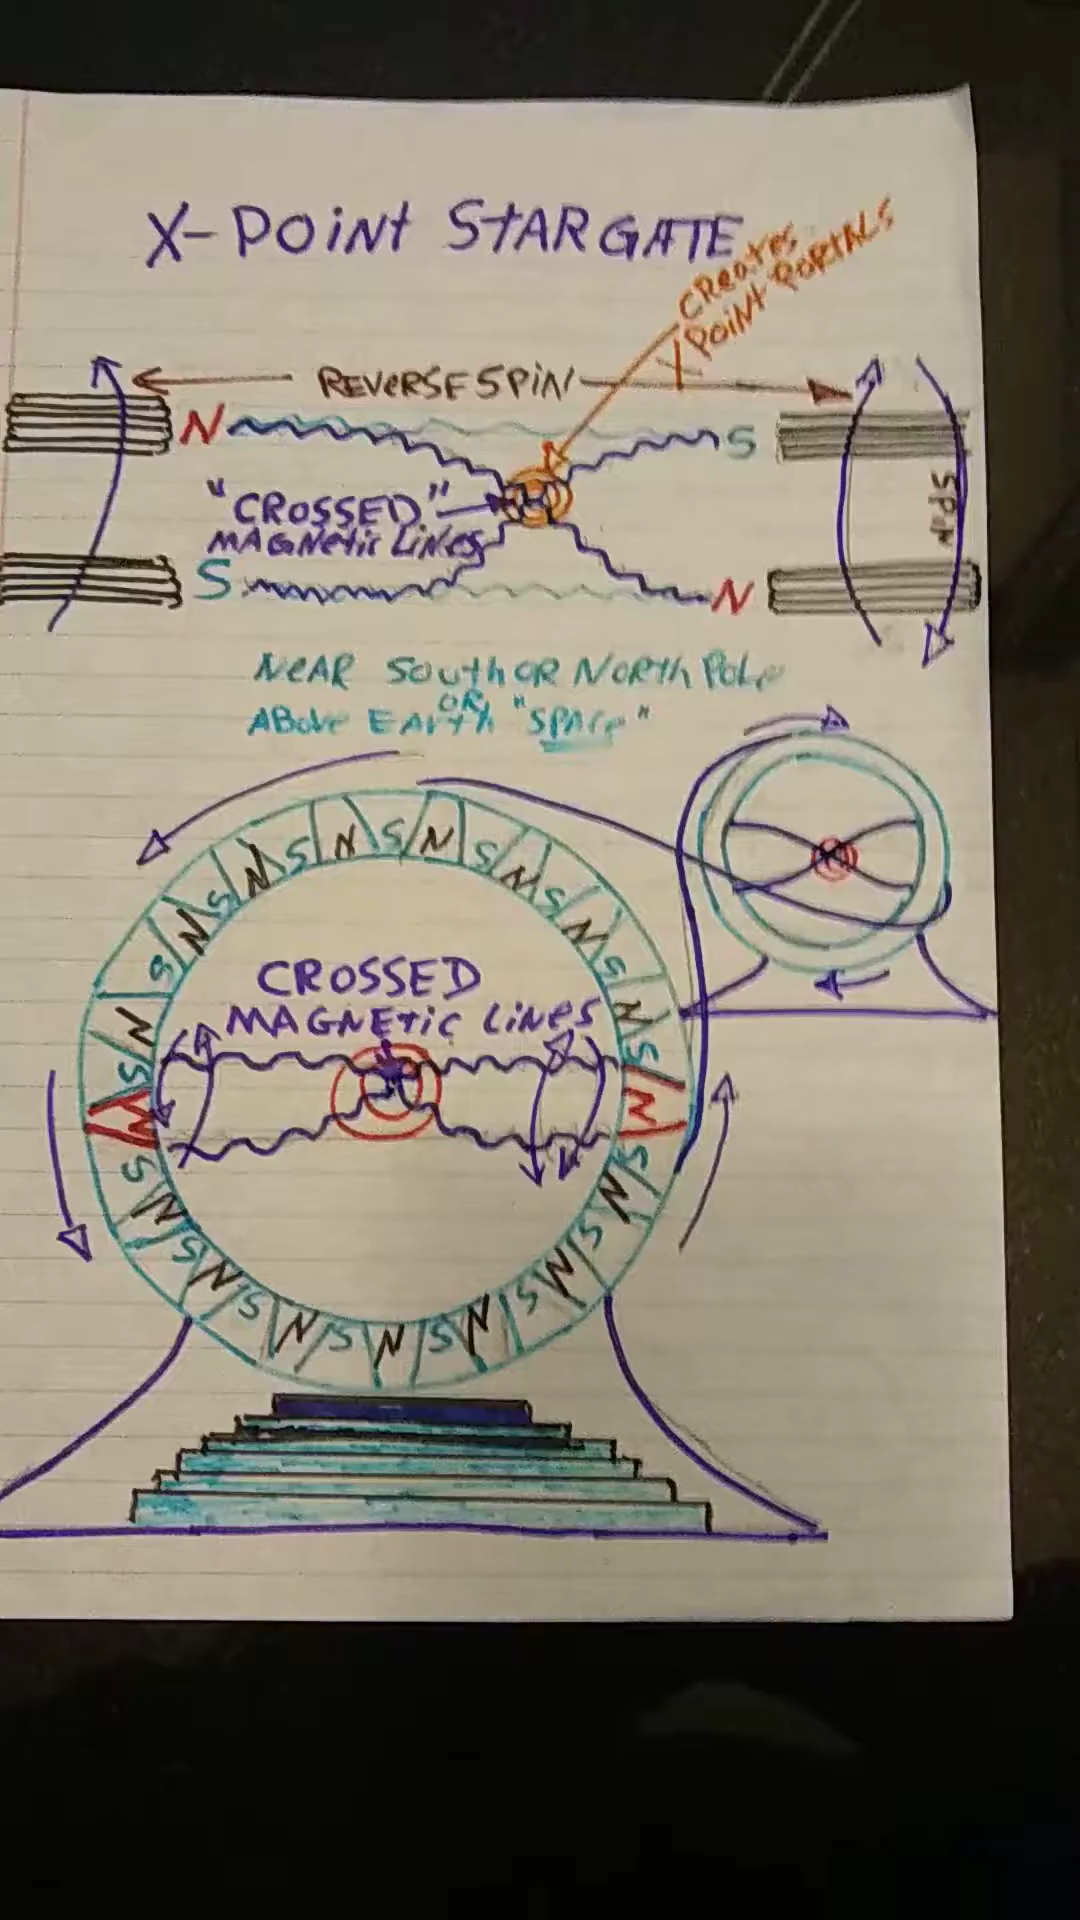 X-POINT STARGATE
CREATES
X POINT PORTALS
REVERSE SPIN
N S
"CROSSED"
MAGNETIC LINES
SPIN
S N
NEAR SOUTH OR NORTH POLE
OR
ABOVE EARTH "SPACE"
N S N S N S N S N S N S
CROSSED
MAGNETIC LINES
S N S N S N S N S N S N S